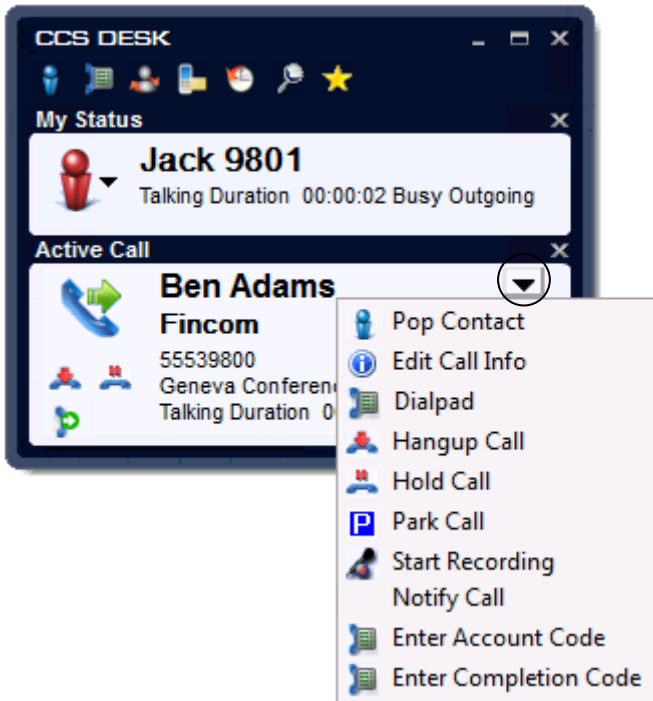 CCS DESK
My Status
Jack 9801
Talking Duration 00:00:02 Busy Outgoing
Active Call
Ben Adams
Fincom
55539800
Geneva
Talking Duration
Pop Contact
Edit Call Info
Dialpad
Hangup Call
Hold Call
P Park Call
Start Recording
Notify Call
Enter Account Code
Enter Completion Code